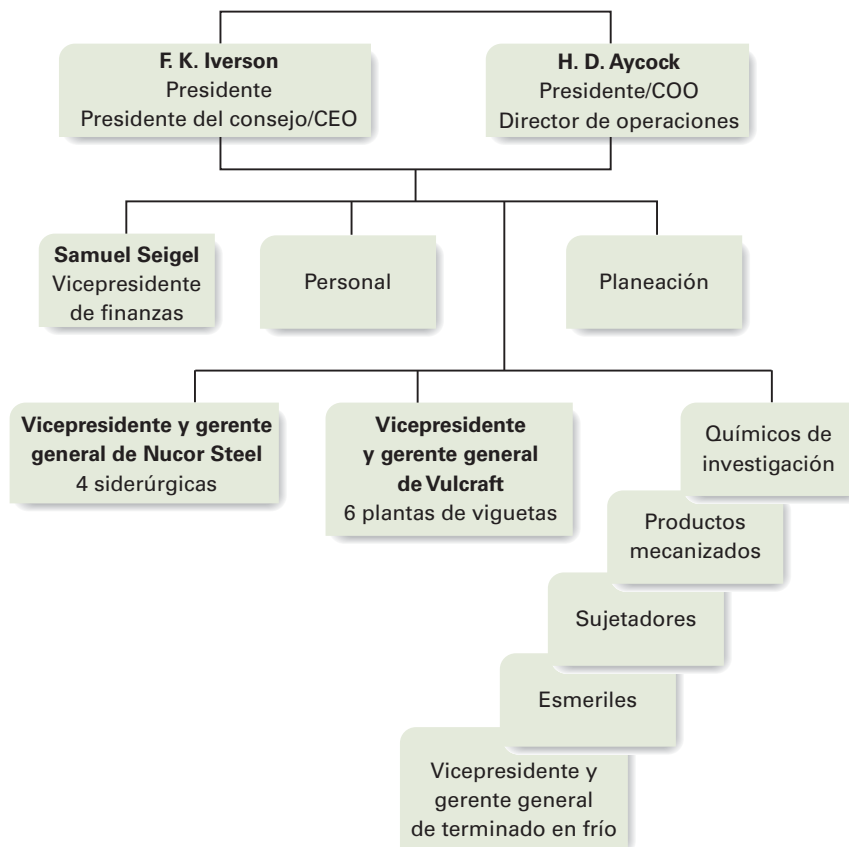 F. K. Iverson
Presidente
Presidente del consejo/CEO
H. D. Aycock
Presidente/COO
Director de operaciones
Samuel Seigel
Vicepresidente
de finanzas
Personal
Planeación
Vicepresidente y gerente
general de Nucor Steel
4 siderúrgicas
Vicepresidente
y gerente general
de Vulcraft
6 plantas de viguetas
Químicos de
investigación
Productos
mecanizados
Sujetadores
Esmeriles
Vicepresidente y
gerente general
de terminado en frío